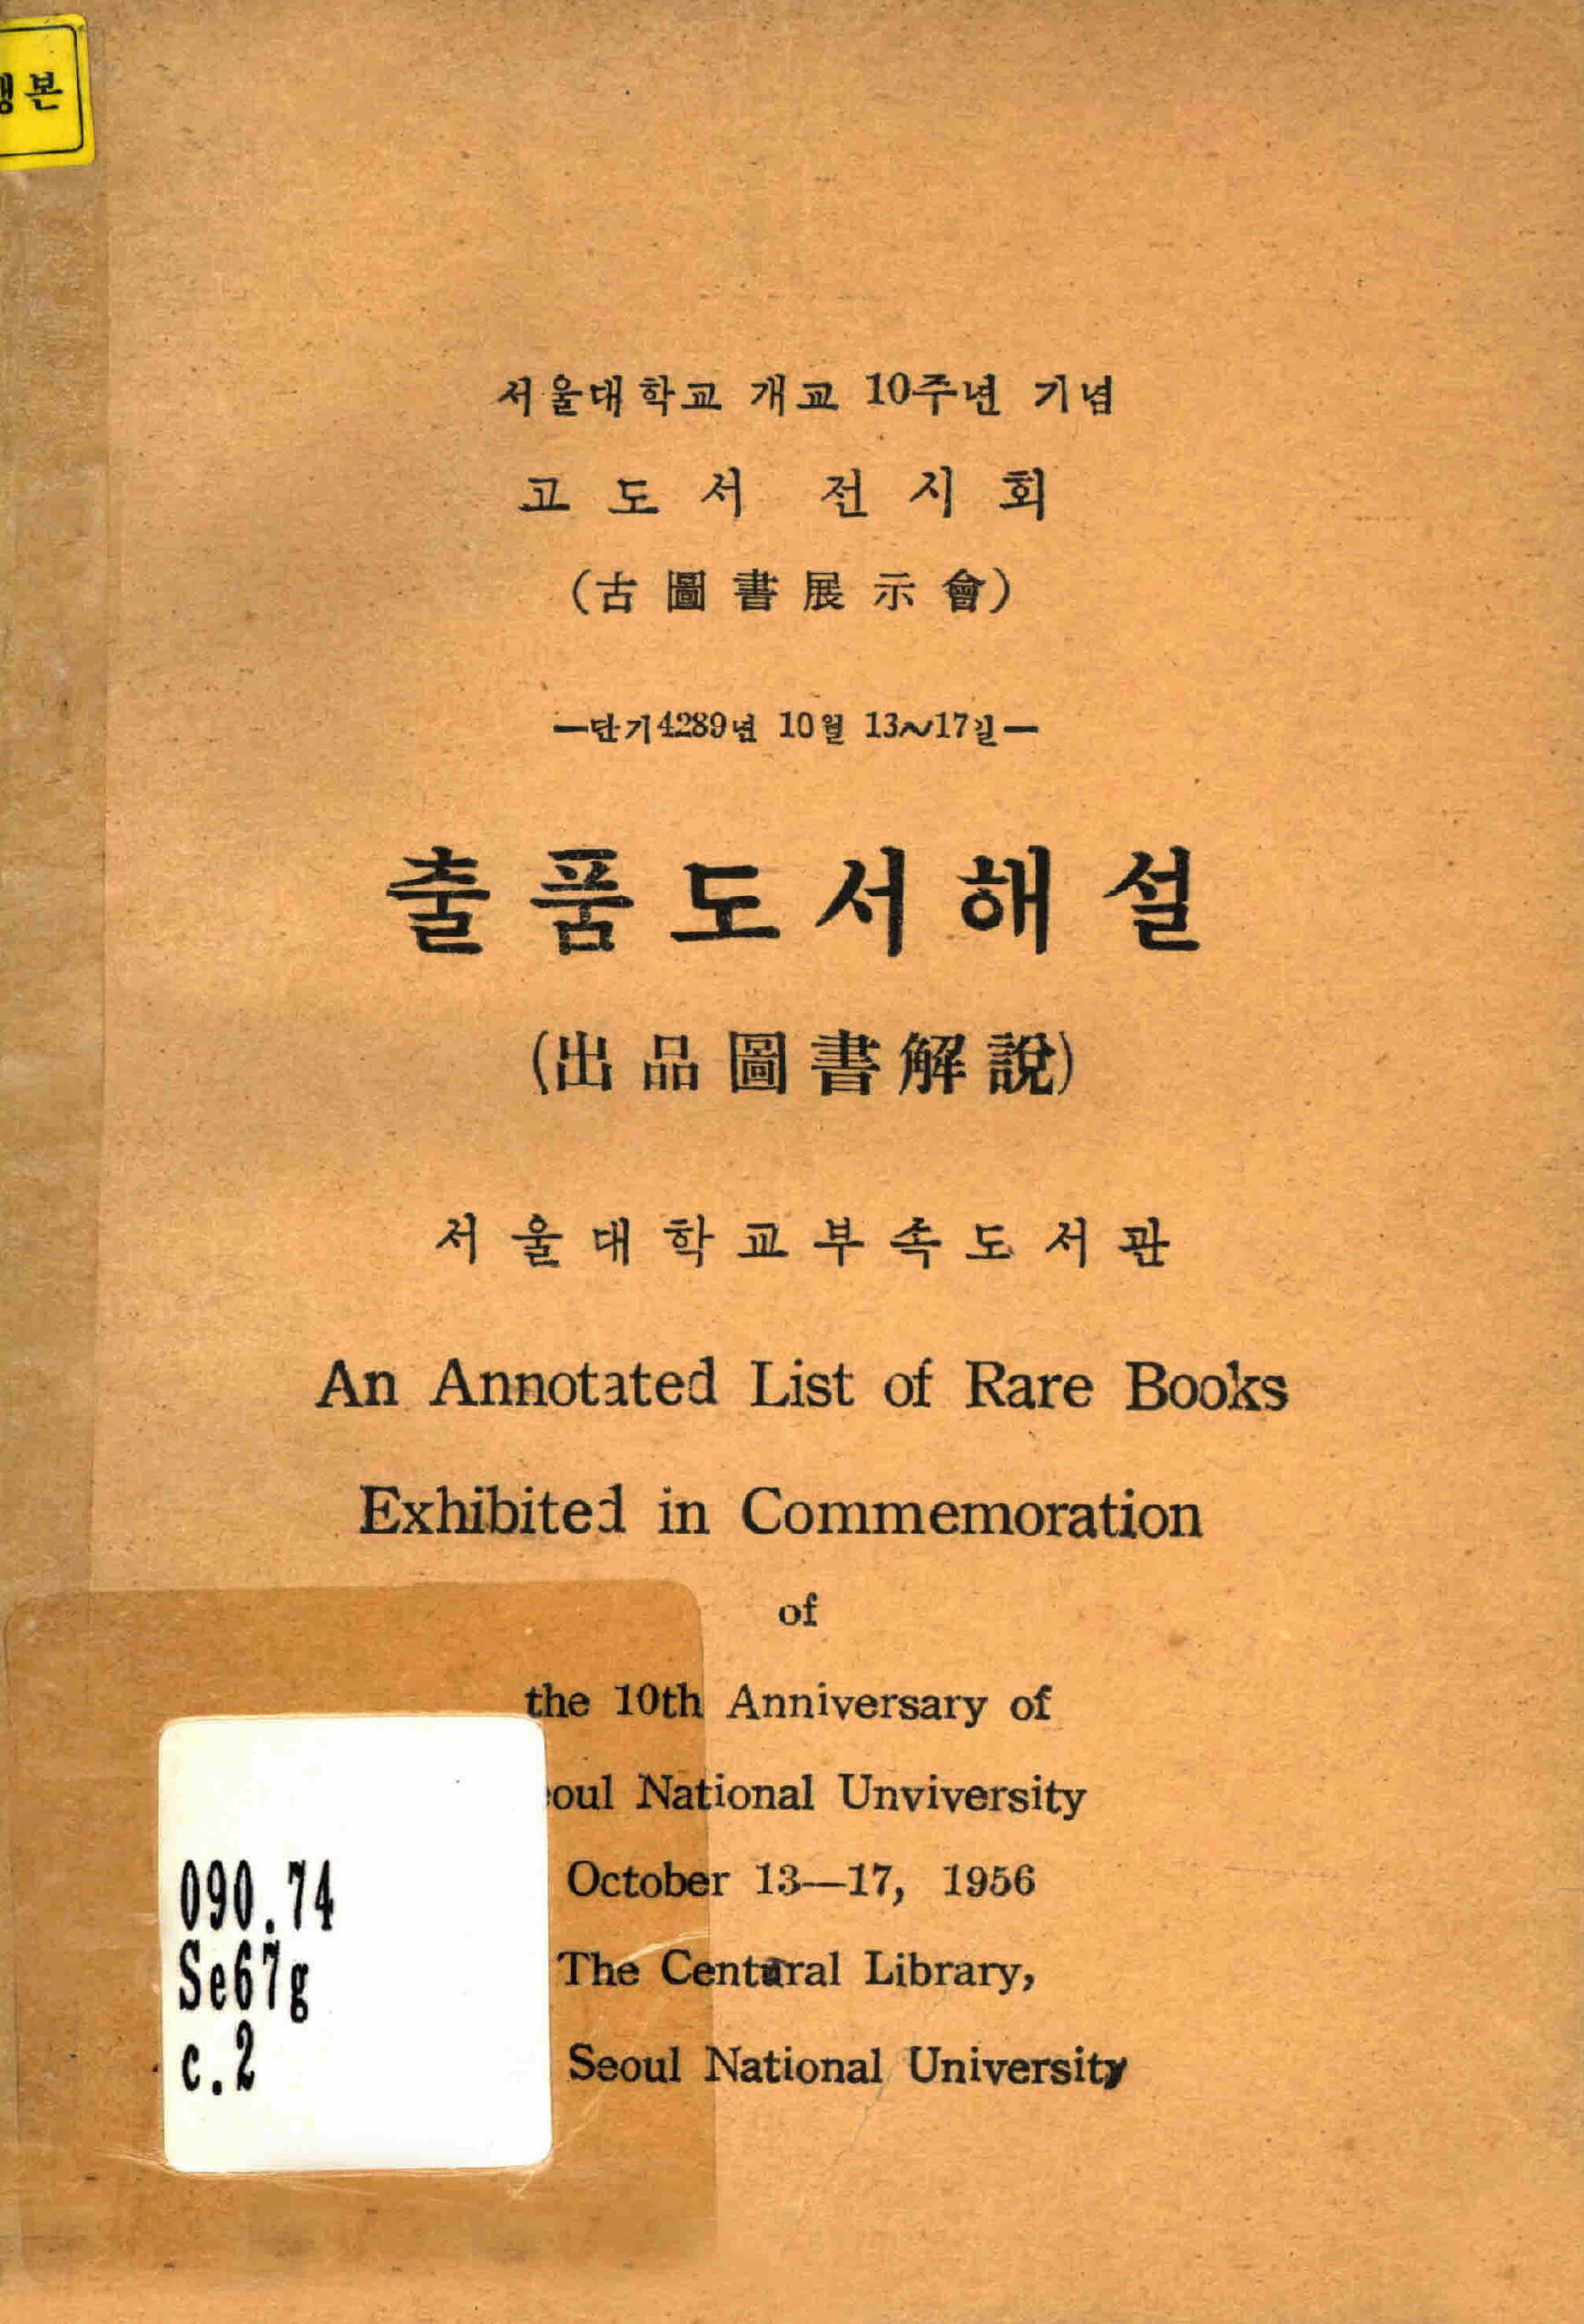 본
서울대학교 개교 10주년 기념
고도서 전시회
(古圖書展示會)
—단기4289년 10월 13~17일—
출품도서해설
(出品圖書解說)
서울대학교부속도서관
An Annotated List of Rare Books
Exhibited in Commemoration
of
the 10th Anniversary of
oul National Unviversity
October 13—17, 1956
The Centaral Library,
Seoul National University
090.74
Se67g
c.2